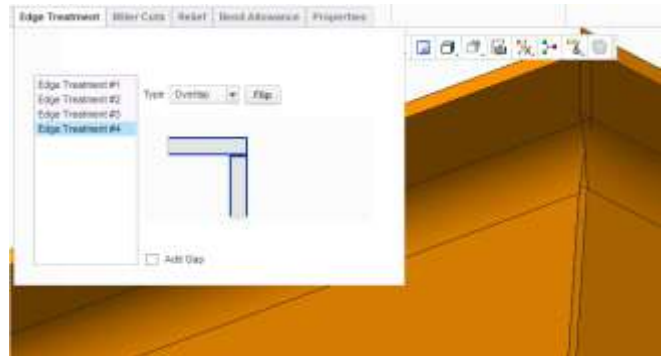 Edge Treatment Miter Cuts Relief Bend Allowance Properties
Edge Treatment #1
Edge Treatment #2
Edge Treatment #3
Edge Treatment #4
Type Overlap Flip
Add Gap